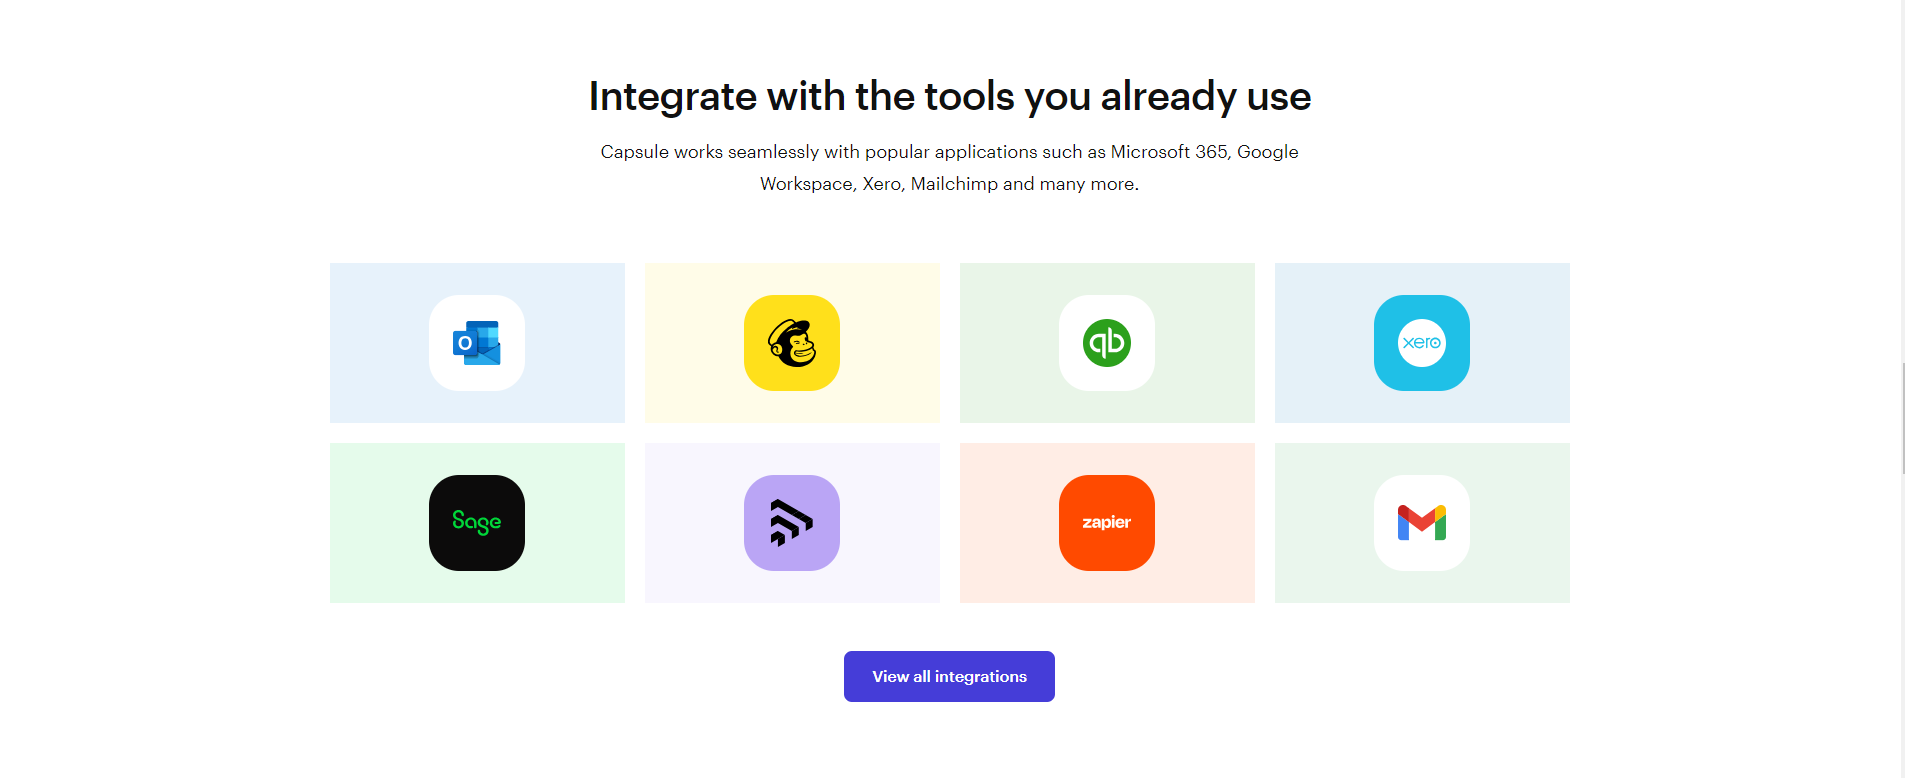 Integrate with the tools you already use
Capsule works seamlessly with popular applications such as Microsoft 365, Google
Workspace, Xero, Mailchimp and many more.
O
qb
xero
Sage
zapier
View all integrations